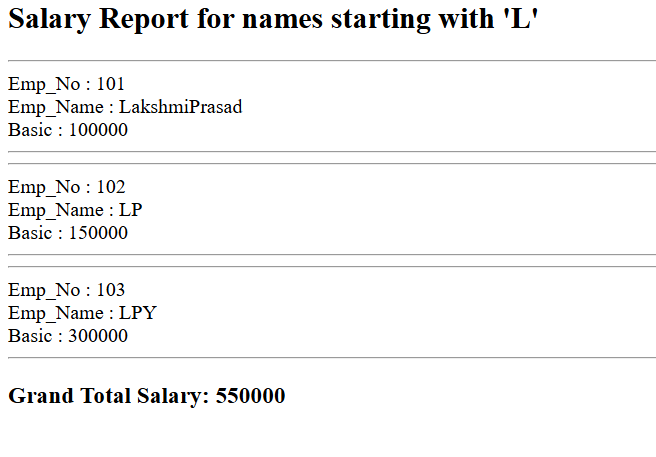 Salary Report for names starting with 'L'
Emp_No : 101
Emp_Name : LakshmiPrasad
Basic : 100000
Emp_No : 102
Emp_Name : LP
Basic : 150000
Emp_No : 103
Emp_Name : LPY
Basic : 300000
Grand Total Salary: 550000